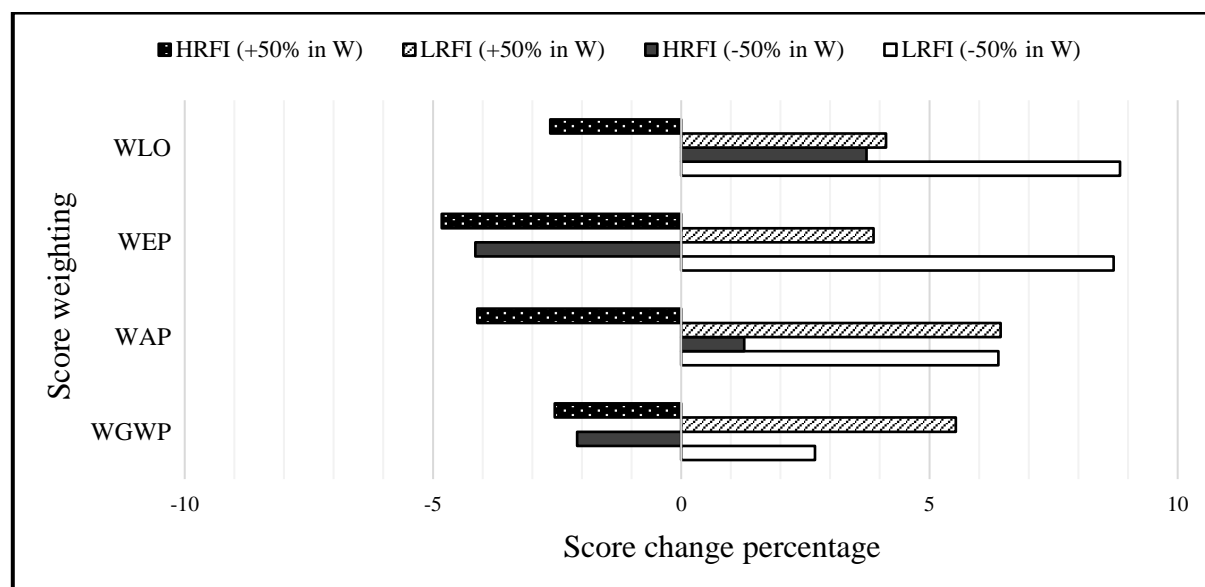 HRFI (+50% in W) LRFI (+50% in W) HRFI (-50% in W) LRFI (-50% in W)
Score weighting
WLO
WEP
WAP
WGWP
-10 -5 0 5 10
Score change percentage